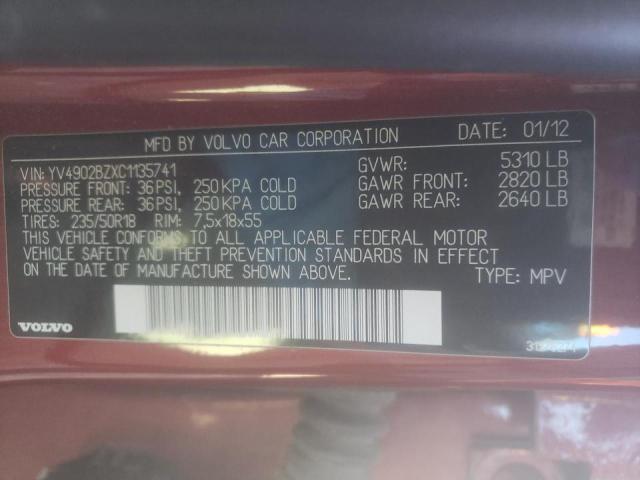 MFD BY VOLVO CAR CORPORATION DATE: 01/12
VIN: YV4902BZXC1135741
PRESSURE FRONT: 36PSI, 250KPA COLD
PRESSURE REAR: 36PSI, 250KPA COLD
TIRES: 235/50R18 RIM: 7,5x18x55
GVWR: 5310 LB
GAWR FRONT: 2820 LB
GAWR REAR: 2640 LB
THIS VEHICLE CONFORMS TO ALL APPLICABLE FEDERAL MOTOR
VEHICLE SAFETY AND THEFT PREVENTION STANDARDS IN EFFECT
ON THE DATE OF MANUFACTURE SHOWN ABOVE.
TYPE: MPV
VOLVO